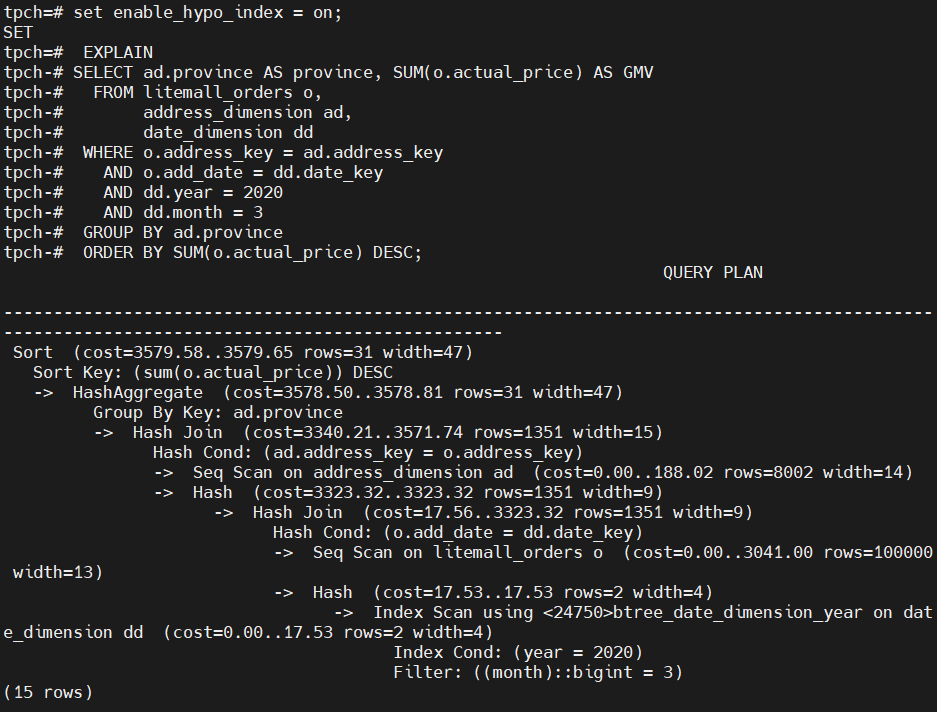 tpch=# set enable_hypo_index = on;
SET
tpch=#  EXPLAIN
tpch-# SELECT ad.province AS province, SUM(o.actual_price) AS GMV
tpch-#   FROM litemall_orders o,
tpch-#        address_dimension ad,
tpch-#        date_dimension dd
tpch-#  WHERE o.address_key = ad.address_key
tpch-#    AND o.add_date = dd.date_key
tpch-#    AND dd.year = 2020
tpch-#    AND dd.month = 3
tpch-#  GROUP BY ad.province
tpch-#  ORDER BY SUM(o.actual_price) DESC;
                                                                  QUERY PLAN
---------------------------------------------------------------------------------------------
--------------------------------------------------
 Sort  (cost=3579.58..3579.65 rows=31 width=47)
   Sort Key: (sum(o.actual_price)) DESC
   ->  HashAggregate  (cost=3578.50..3578.81 rows=31 width=47)
         Group By Key: ad.province
         ->  Hash Join  (cost=3340.21..3571.74 rows=1351 width=15)
               Hash Cond: (ad.address_key = o.address_key)
               ->  Seq Scan on address_dimension ad  (cost=0.00..188.02 rows=8002 width=14)
               ->  Hash  (cost=3323.32..3323.32 rows=1351 width=9)
                     ->  Hash Join  (cost=17.56..3323.32 rows=1351 width=9)
                           Hash Cond: (o.add_date = dd.date_key)
                           ->  Seq Scan on litemall_orders o  (cost=0.00..3041.00 rows=100000
 width=13)
                           ->  Hash  (cost=17.53..17.53 rows=2 width=4)
                                 ->  Index Scan using <24750>btree_date_dimension_year on dat
e_dimension dd  (cost=0.00..17.53 rows=2 width=4)
                                       Index Cond: (year = 2020)
                                       Filter: ((month)::bigint = 3)
(15 rows)